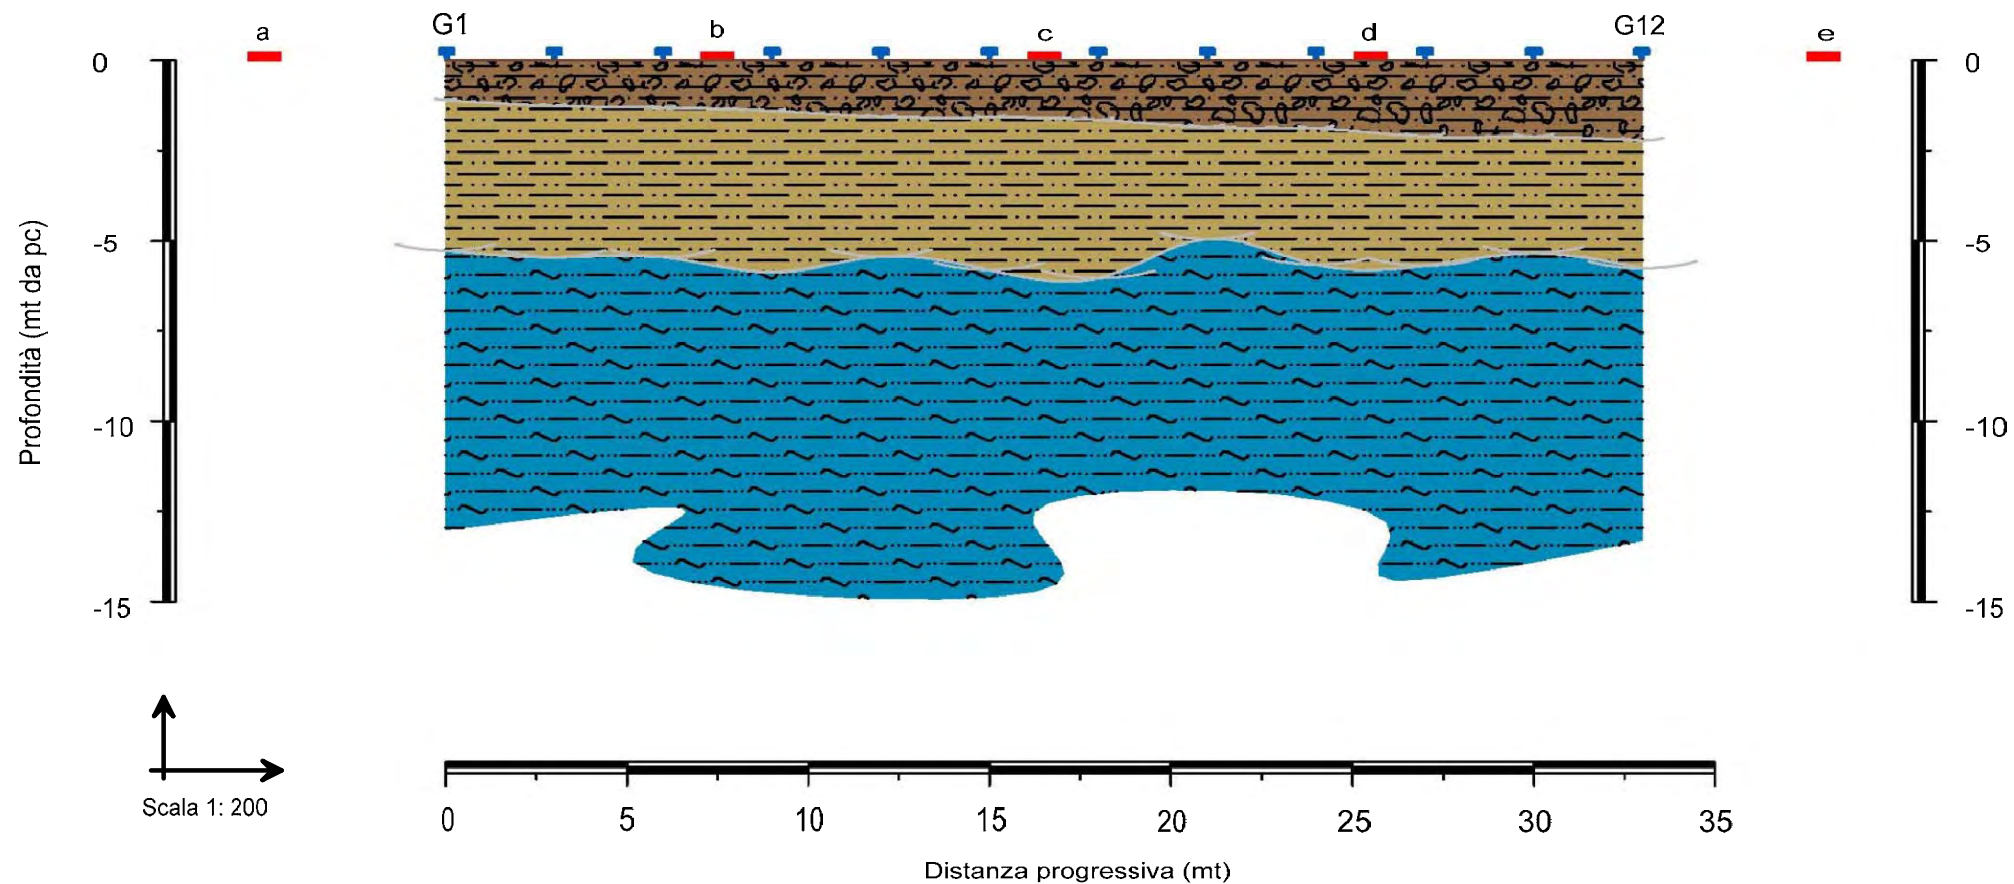 G1 b c d G12
a e
0 0
-5 -5
-10 -10
-15 -15
Profondità (mt da pc)
Scala 1: 200
0 5 10 15 20 25 30 35
Distanza progressiva (mt)